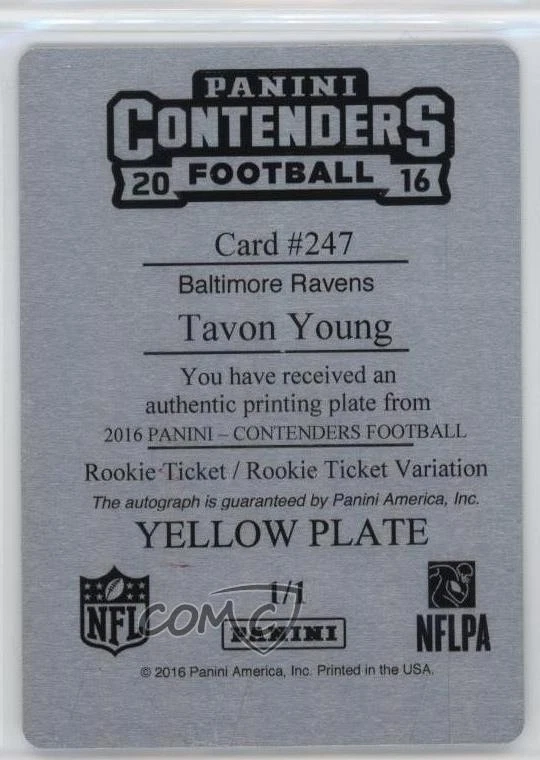 PANINI
CONTENDERS
20 FOOTBALL 16
Card #247
Baltimore Ravens
Tavon Young
You have received an
authentic printing plate from
2016 PANINI – CONTENDERS FOOTBALL
Rookie Ticket / Rookie Ticket Variation
The autograph is guaranteed by Panini America, Inc.
YELLOW PLATE
1/1
NFL COMC PANINI NFLPA
© 2016 Panini America, Inc. Printed in the USA.